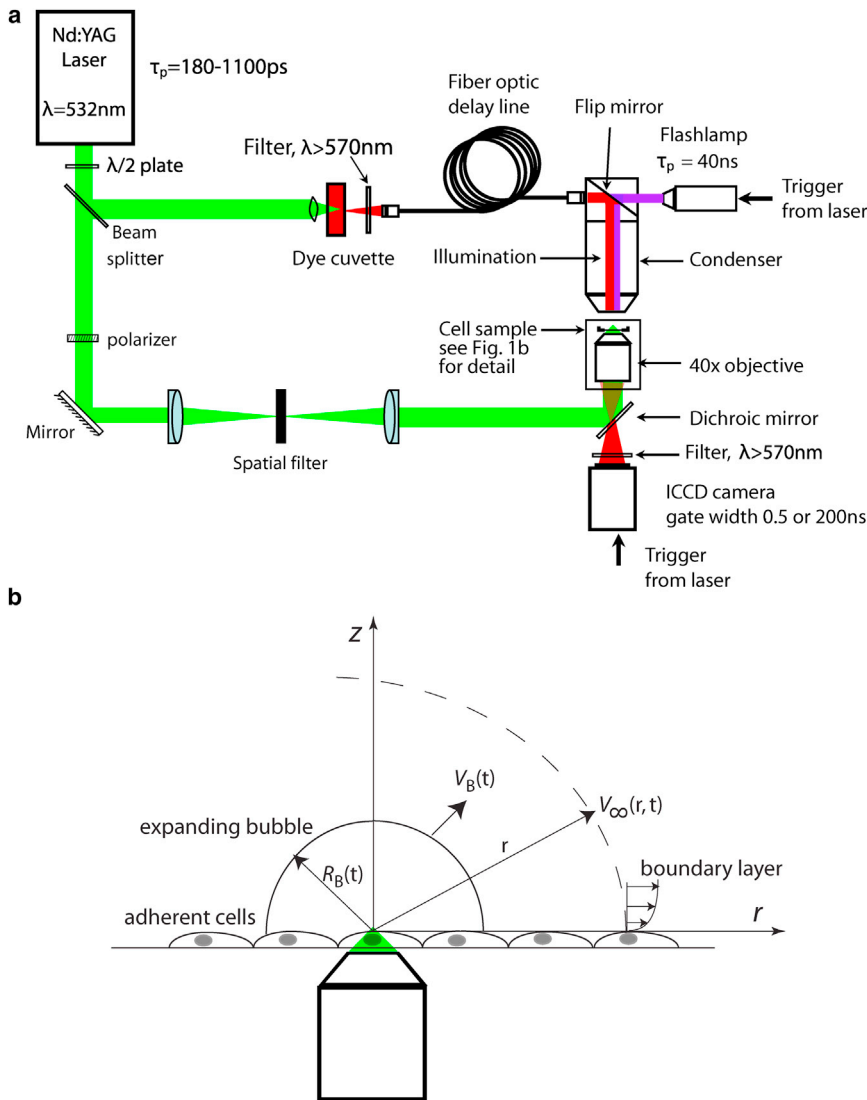 a
Nd:YAG
Laser
λ=532nm
τp=180-1100ps
λ/2 plate
Beam
splitter
Filter, λ>570nm
Dye cuvette
Fiber optic
delay line
Flip mirror
Flashlamp
τp = 40ns
Trigger
from laser
Illumination
Condenser
polarizer
Cell sample
see Fig. 1b
for detail
40x objective
Mirror
Spatial filter
Dichroic mirror
Filter, λ>570nm
ICCD camera
gate width 0.5 or 200ns
Trigger
from laser
b
z
VB(t)
V∞(r, t)
expanding bubble
r
RB(t)
boundary layer
adherent cells
r